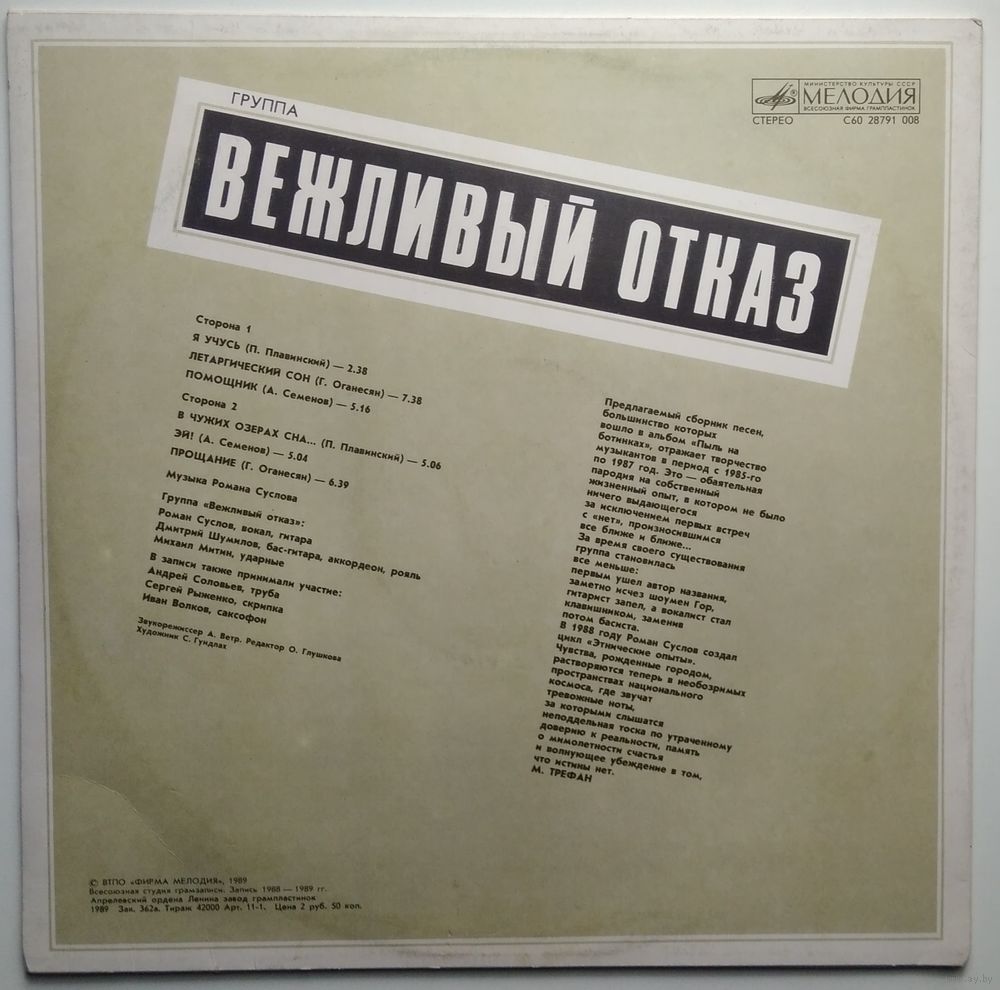 ГРУППА
ВЕЖЛИВЫЙ ОТКАЗ
МИНИСТЕРСТВО КУЛЬТУРЫ СССР
МЕЛОДИЯ
ВСЕСОЮЗНАЯ ФИРМА ГРАМПЛАСТИНОК
СТЕРЕО С60 28791 008
Сторона 1
Я УЧУСЬ (П. Плавинский) — 2.38
ЛЕТАРГИЧЕСКИЙ СОН (Г. Оганесян) — 7.38
ПОМОЩНИК (А. Семенов) — 5.16
Сторона 2
В ЧУЖИХ ОЗЕРАХ СНА... (П. Плавинский) — 5.06
ЭЙ! (А. Семенов) — 5.04
ПРОЩАНИЕ (Г. Оганесян) — 6.39
Музыка Романа Суслова
Группа «Вежливый отказ»:
Роман Суслов, вокал, гитара
Дмитрий Шумилов, бас-гитара, аккордеон, рояль
Михаил Митин, ударные
В записи также принимали участие:
Андрей Соловьев, труба
Сергей Рыженко, скрипка
Иван Волков, саксофон
Звукорежиссер А. Ветр. Редактор О. Глушкова
Художник С. Гундлах
Предлагаемый сборник песен,
большинство которых
вошло в альбом «Пыль на
ботинках», отражает творчество
музыкантов в период с 1985-го
по 1987 год. Это — обаятельная
пародия на собственный
жизненный опыт, в котором не было
ничего выдающегося
за исключением первых встреч
с «нет», произносившимся
все ближе и ближе...
За время своего существования
группа становилась
все меньше:
первым ушел автор названия,
заметно исчез шоумен Гор,
гитарист запел, а вокалист стал
клавишником, заменив
потом басиста.
В 1988 году Роман Суслов создал
цикл «Этнические опыты».
Чувства, рожденные городом,
растворяются теперь в необозримых
пространствах национального
космоса, где звучат
тревожные ноты,
за которыми слышатся
неподдельная тоска по утраченному
доверию к реальности, память
о мимолетности счастья
и волнующее убеждение в том,
что истины нет.
М. ТРЕФАН
© ВТПО «ФИРМА МЕЛОДИЯ», 1989
Всесоюзная студия грамзаписи. Запись 1988 — 1989 гг.
Апрелевский ордена Ленина завод грампластинок
1989 Зак. 362а. Тираж 42000 Арт. 11-1. Цена 2 руб. 50 коп.